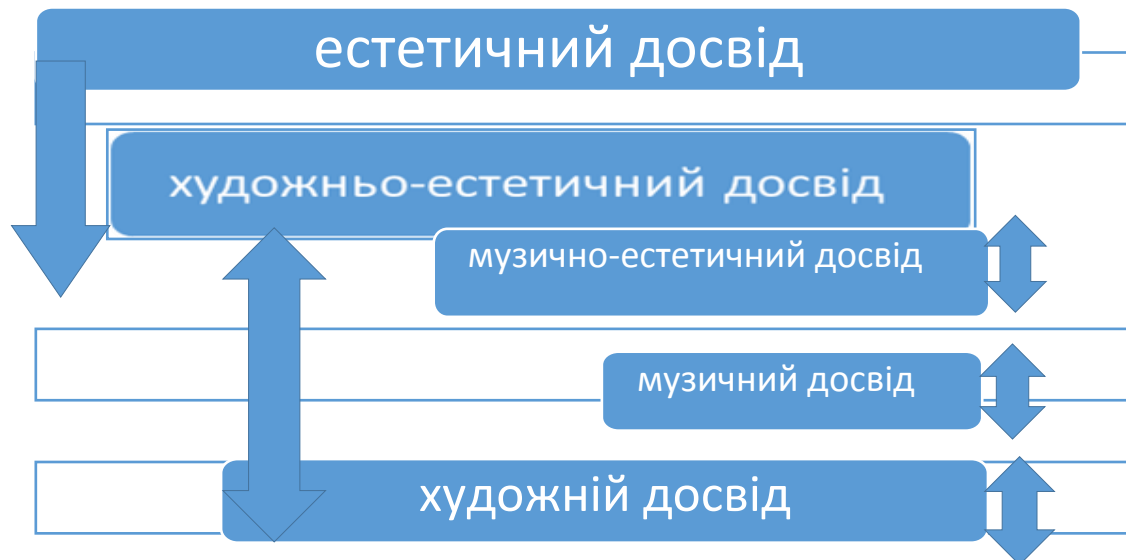 естетичний досвід
художньо-естетичний досвід
музично-естетичний досвід
музичний досвід
художній досвід